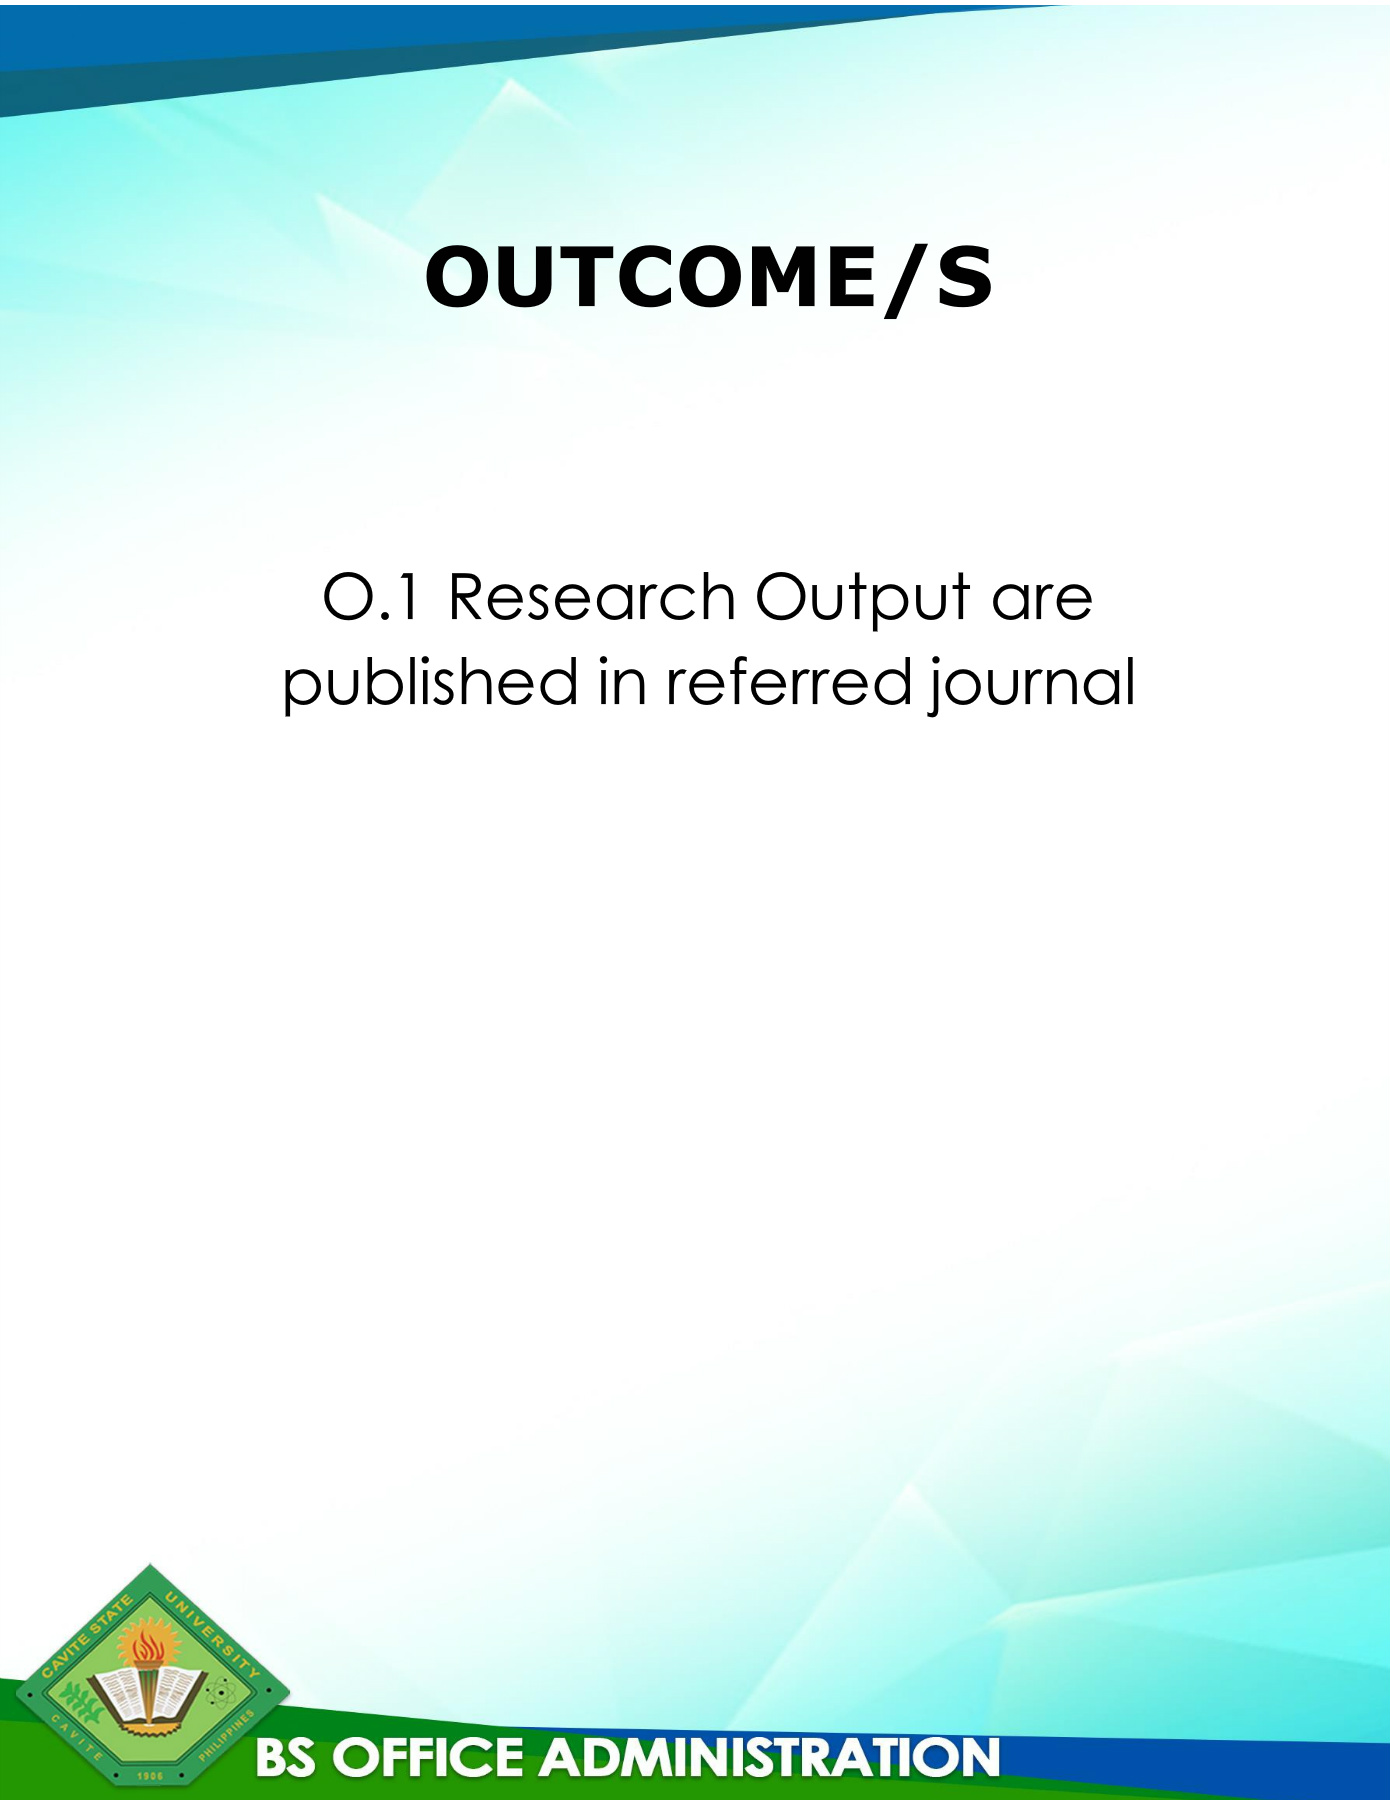 OUTCOME/S
O.1 Research Output are
published in referred journal
CAVITE STATE UNIVERSITY
CAVITE
1906
PHILIPPINES
BS OFFICE ADMINISTRATION